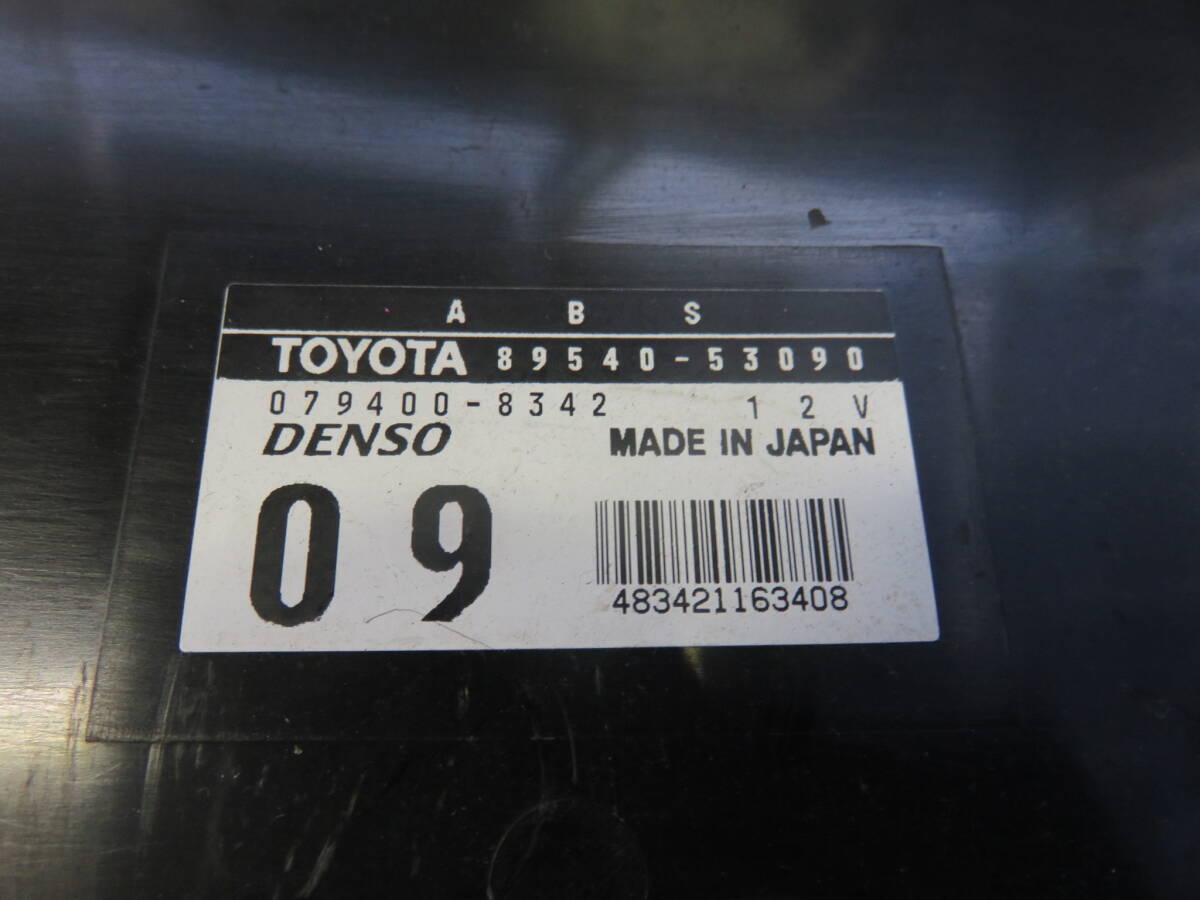 A B S
TOYOTA 89540-53090
079400-8342 12V
DENSO MADE IN JAPAN
09
483421163408